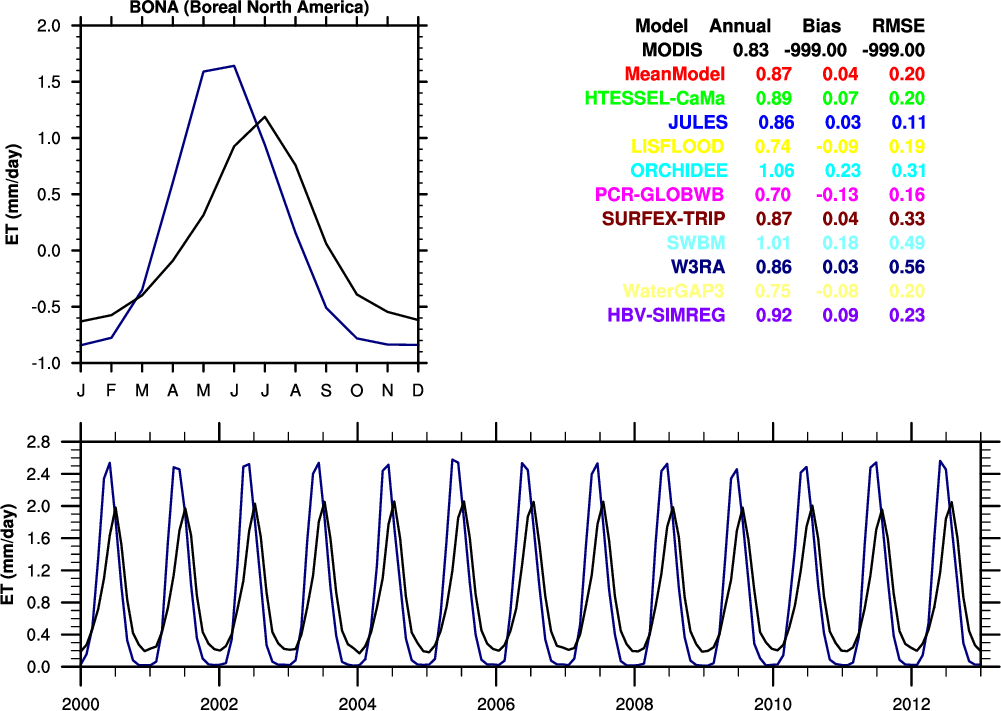 BONA (Boreal North America)
2.0
1.5
1.0
0.5
0.0
-0.5
-1.0
ET (mm/day)
J F M A M J J A S O N D
Model Annual Bias RMSE
MODIS 0.83 -999.00 -999.00
MeanModel 0.87 0.04 0.20
HTESSEL-CaMa 0.89 0.07 0.20
JULES 0.86 0.03 0.11
LISFLOOD 0.74 -0.09 0.19
ORCHIDEE 1.06 0.23 0.31
PCR-GLOBWB 0.70 -0.13 0.16
SURFEX-TRIP 0.87 0.04 0.33
SWBM 1.01 0.18 0.49
W3RA 0.86 0.03 0.56
WaterGAP3 0.75 -0.08 0.20
HBV-SIMREG 0.92 0.09 0.23
2.8
2.4
2.0
1.6
1.2
0.8
0.4
0.0
ET (mm/day)
2000 2002 2004 2006 2008 2010 2012